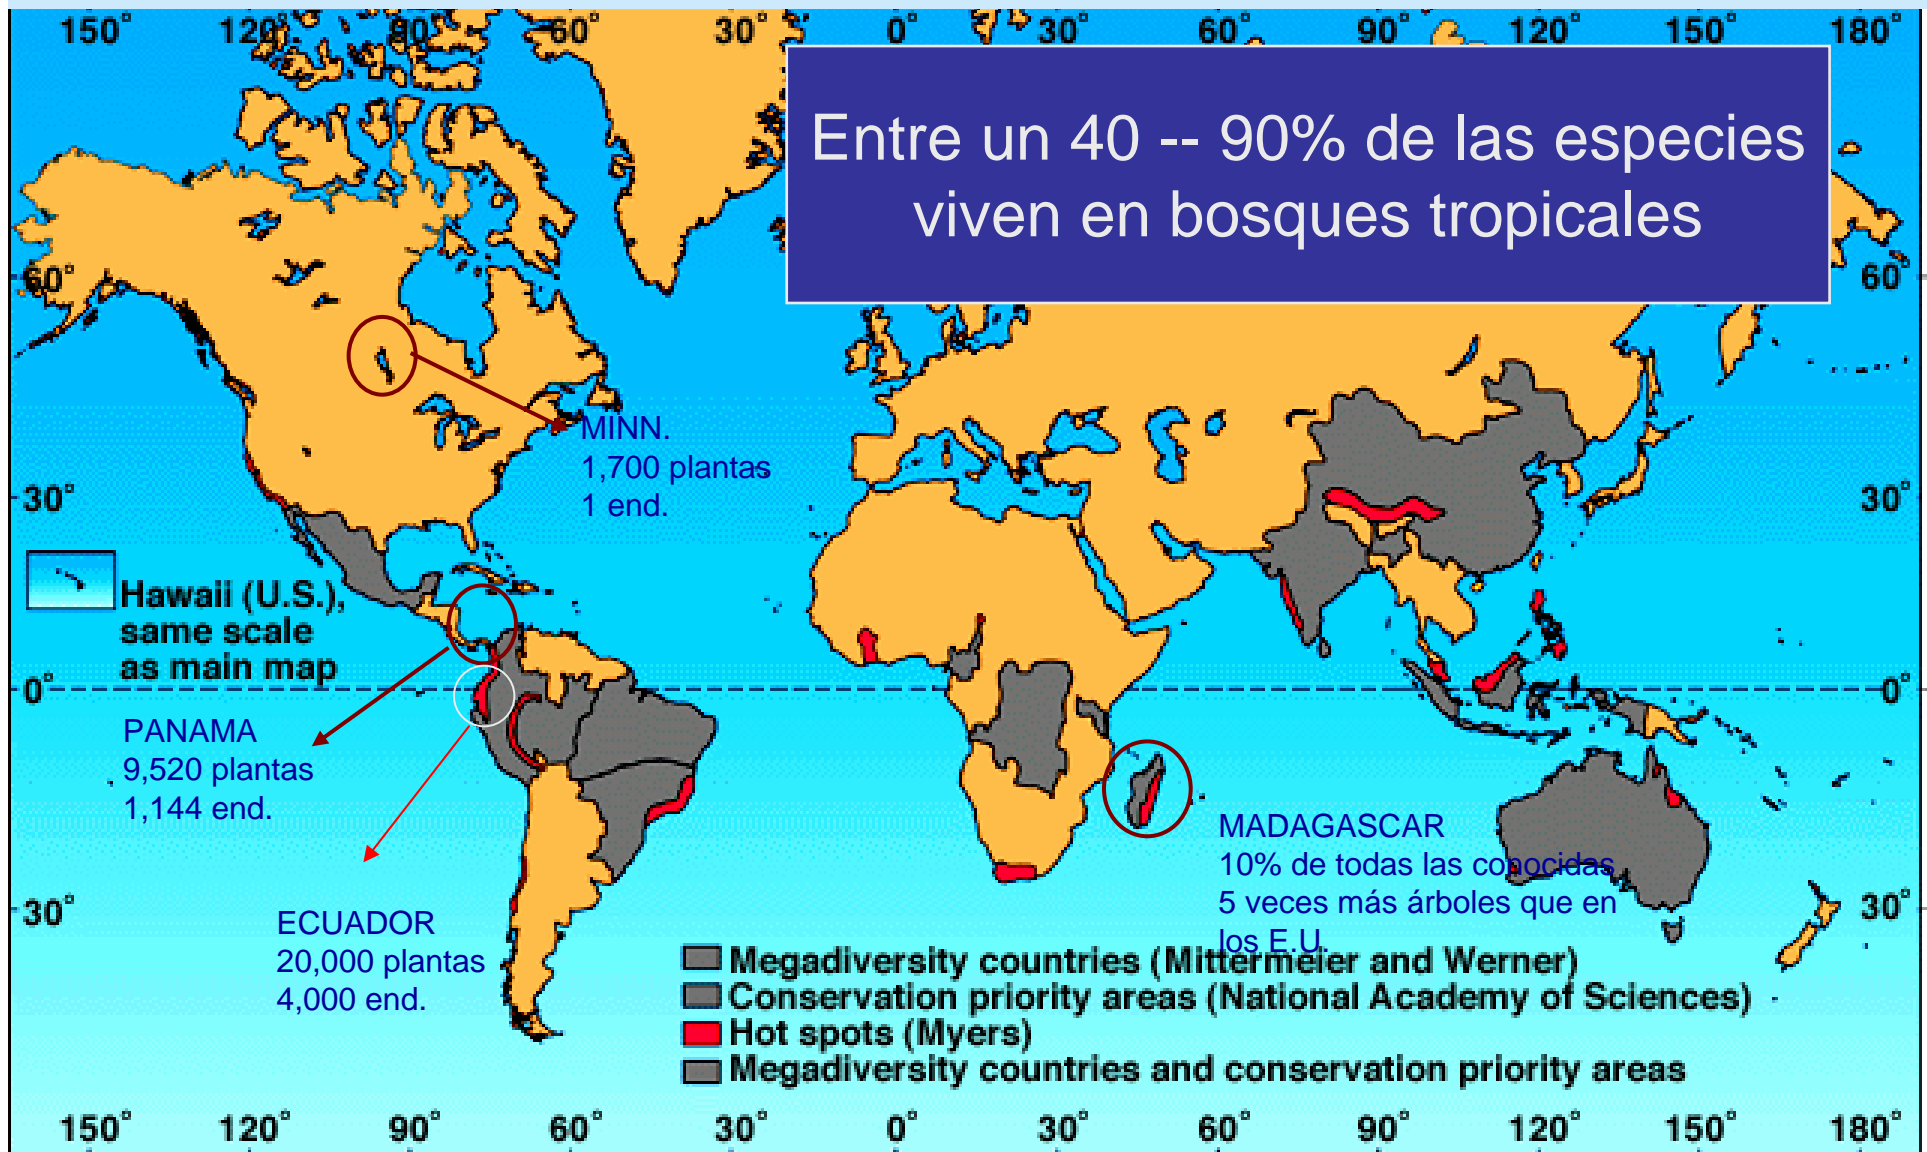 150° 120° 90° 60° 30° 0° 30° 60° 90° 120° 150° 180°
Entre un 40 -- 90% de las especies
viven en bosques tropicales
60° 60°
MINN.
1,700 plantas
1 end.
30° 30°
Hawaii (U.S.),
same scale
as main map
0° 0°
PANAMA
9,520 plantas
1,144 end.
MADAGASCAR
10% de todas las conocidas
5 veces más árboles que en
los E.U.
30° 30°
ECUADOR
20,000 plantas
4,000 end.
Megadiversity countries (Mittermeier and Werner)
Conservation priority areas (National Academy of Sciences)
Hot spots (Myers)
Megadiversity countries and conservation priority areas
150° 120° 90° 60° 30° 0° 30° 60° 90° 120° 150° 180°